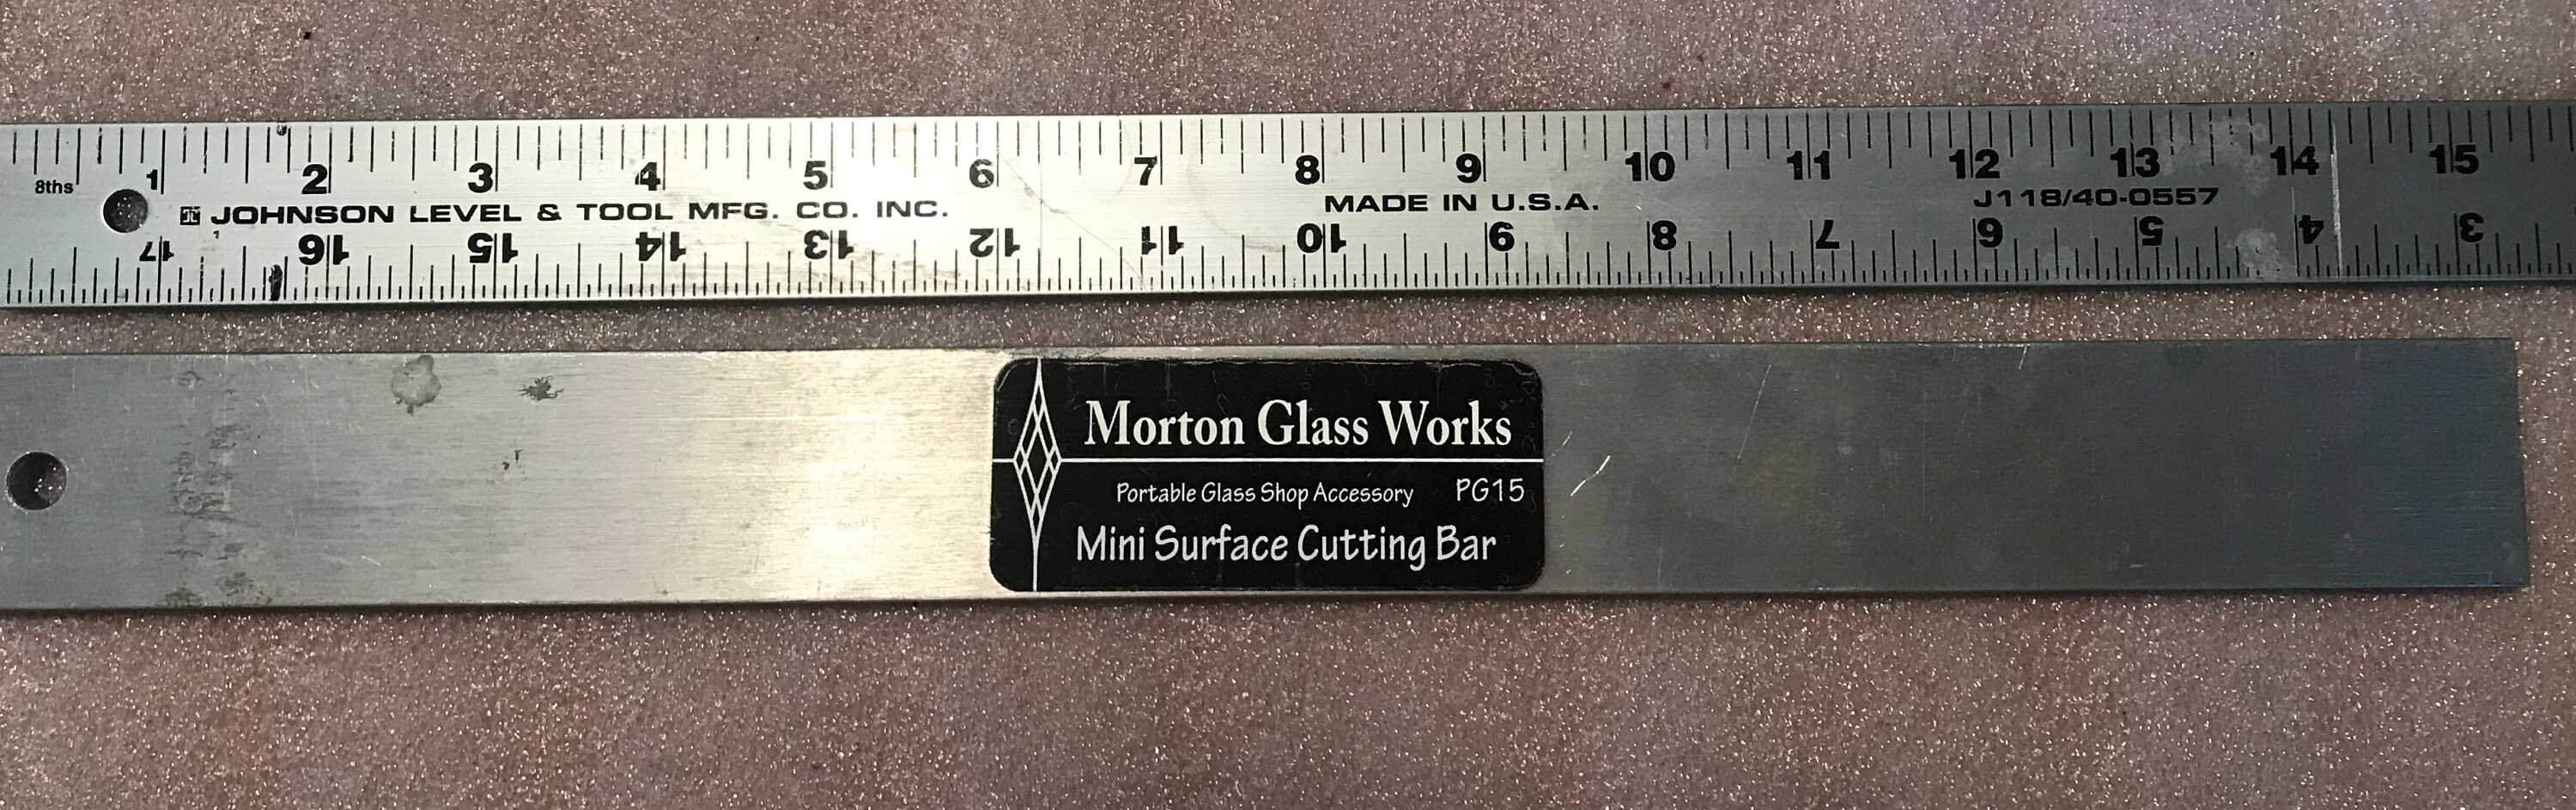 8ths 1 2 3 4 5 6 7 8 9 10 11 12 13 14 15
JOHNSON LEVEL & TOOL MFG. CO. INC. MADE IN U.S.A. J118/40-0557
17 16 15 14 13 12 11 10 9 8 7 6 5 4 3
Morton Glass Works
Portable Glass Shop Accessory PG15
Mini Surface Cutting Bar